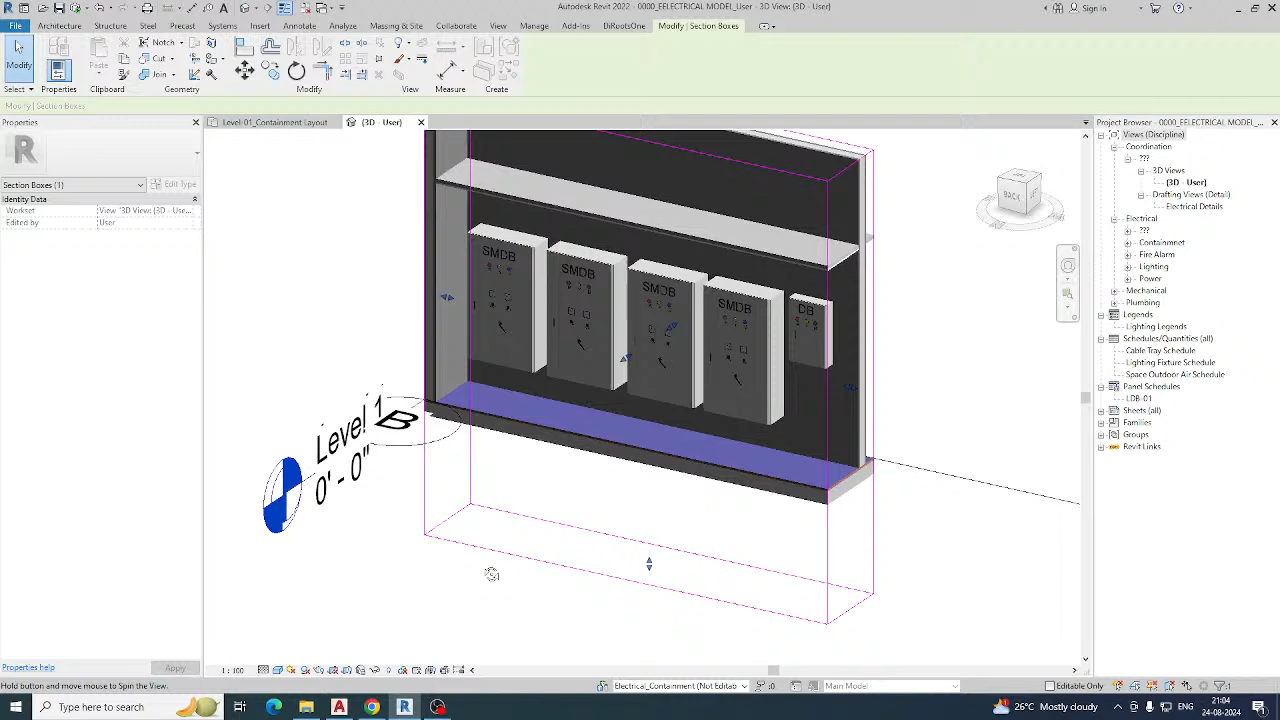 Autodesk Revit 2022 - 0000_EELECTRICAL MODEL_User - 3D View: {3D - User}
Sign In
File
Architecture
Structure
Steel
Precast
Systems
Insert
Annotate
Analyze
Massing & Site
Collaborate
View
Manage
Add-Ins
DiRootsOne
Modify | Section Boxes
Modify
Paste
Notch
Cut
Join
Select
Properties
Clipboard
Geometry
Modify
View
Measure
Create
Modify | Section Boxes
Properties
Level-01_Containment Layout
{3D - User}
Project Browser - 0000_EELECTRICAL MODEL_...
R
Section Boxes (1)
Edit Type
Identity Data
Workset
View "3D View: {3D - Use...
Edited by
User
Views (Discipline)
Coordination
???
3D Views
{3D - User}
Drafting View (Detail)
Electrical Details
Electrical
???
Containment
Fire Alarm
Lighting
Power
Mechanical
Plumbing
Legends
Lighting Legends
Schedules/Quantities (all)
Cable Tray Schedule
Lighting Fixture Schedule
Space Outdoor Air Schedule
Panel Schedules
LDB-01
Sheets (all)
Families
Groups
Revit Links
BACK
SMDB
SMDB
SMDB
SMDB
DB
Level 1
0' - 0"
B
Properties help
Apply
1 : 100
Hold button and move mouse to Spin the View.
Electrical_Containment (Not Editab
:0
Main Model
Editable Only
:1
Type here to search
26°C Mostly cloudy
ENG
21:04
24-08-2024